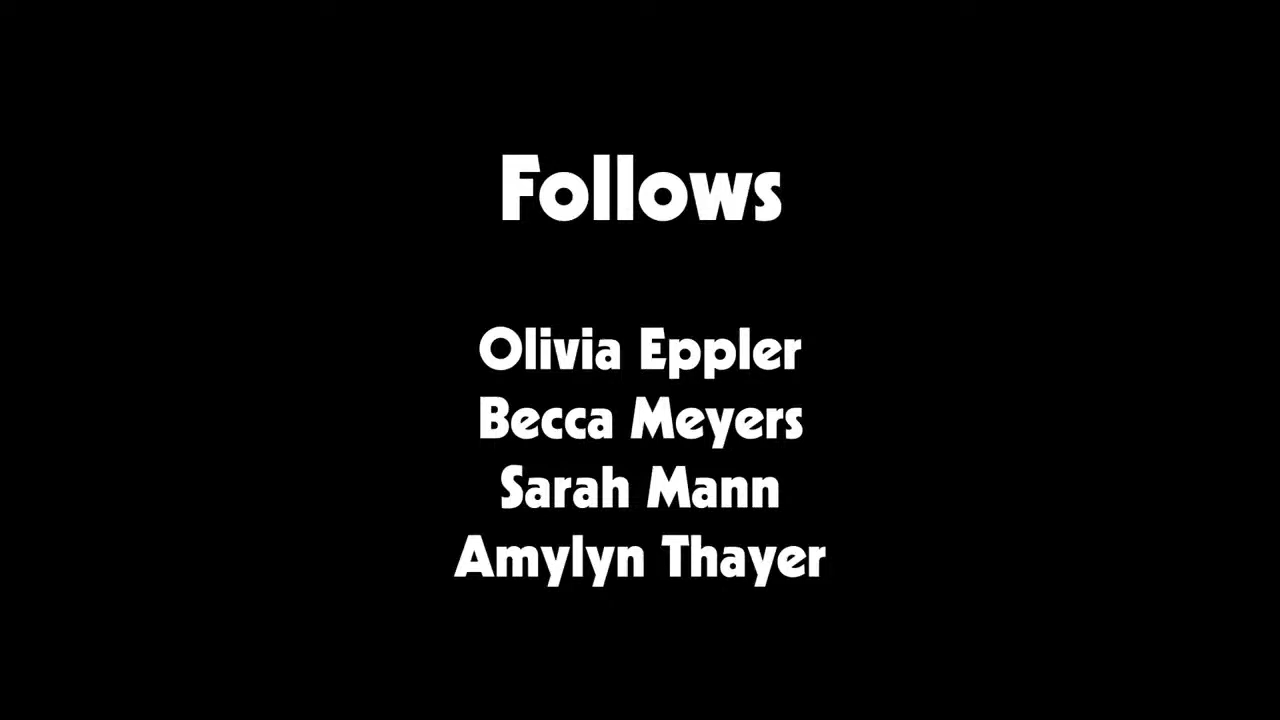 Follows
Olivia Eppler
Becca Meyers
Sarah Mann
Amylyn Thayer